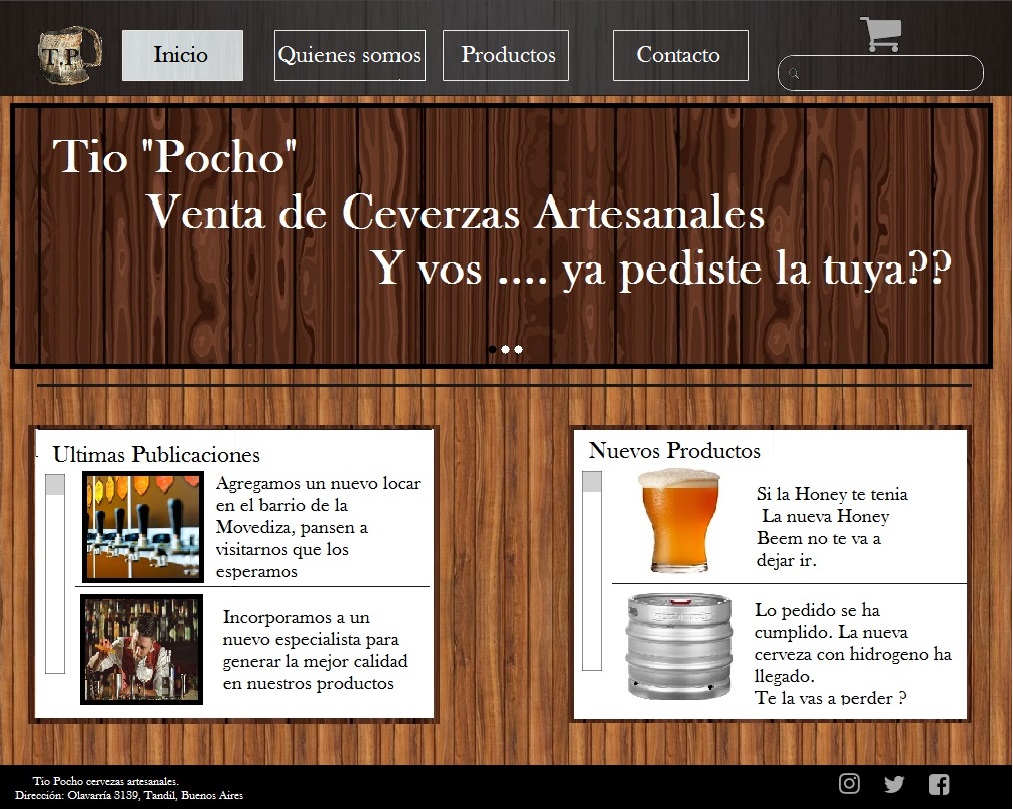 T.P
Inicio
Quienes somos
Productos
Contacto
Tio "Pocho"
Venta de Ceverzas Artesanales
Y vos .... ya pediste la tuya??
Ultimas Publicaciones
Agregamos un nuevo locar
en el barrio de la
Movediza, pansen a
visitarnos que los
esperamos
Incorporamos a un
nuevo especialista para
generar la mejor calidad
en nuestros productos
Nuevos Productos
Si la Honey te tenia
La nueva Honey
Beem no te va a
dejar ir.
Lo pedido se ha
cumplido. La nueva
cerveza con hidrogeno ha
llegado.
Te la vas a perder ?
Tio Pocho cervezas artesanales.
Dirección: Olavarría 3139, Tandil, Buenos Aires